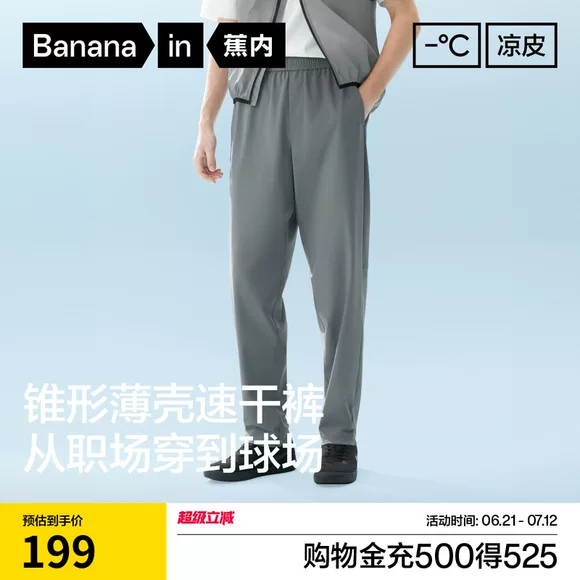 Banana in 蕉内
-°C 凉皮
锥形薄壳速干裤
从职场穿到球场
预估到手价
199
超级立减
活动时间: 06.21 - 07.12
购物金充500得525